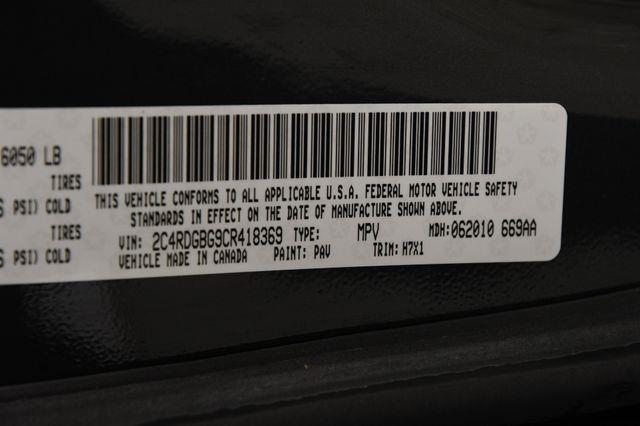 6050 LB
TIRES
PSI) COLD
TIRES
PSI) COLD
THIS VEHICLE CONFORMS TO ALL APPLICABLE U.S.A. FEDERAL MOTOR VEHICLE SAFETY
STANDARDS IN EFFECT ON THE DATE OF MANUFACTURE SHOWN ABOVE.
VIN: 2C4RDGBG9CR418369 TYPE: MPV MDH:062010 669AA
VEHICLE MADE IN CANADA PAINT: PAV TRIM:H7X1